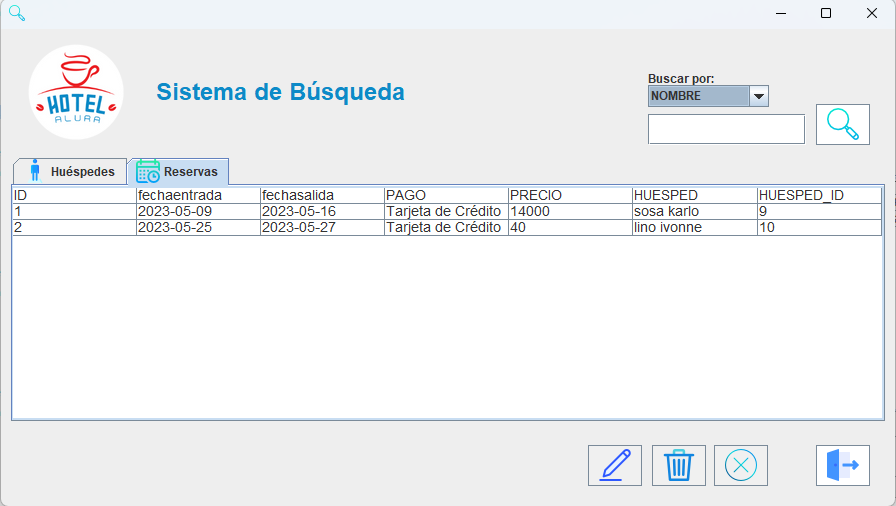 HOTEL
ALURA
Sistema de Búsqueda
Buscar por:
NOMBRE
Huéspedes
Reservas
ID fechaentrada fechasalida PAGO PRECIO HUESPED HUESPED_ID
1 2023-05-09 2023-05-16 Tarjeta de Crédito 14000 sosa karlo 9
2 2023-05-25 2023-05-27 Tarjeta de Crédito 40 lino ivonne 10